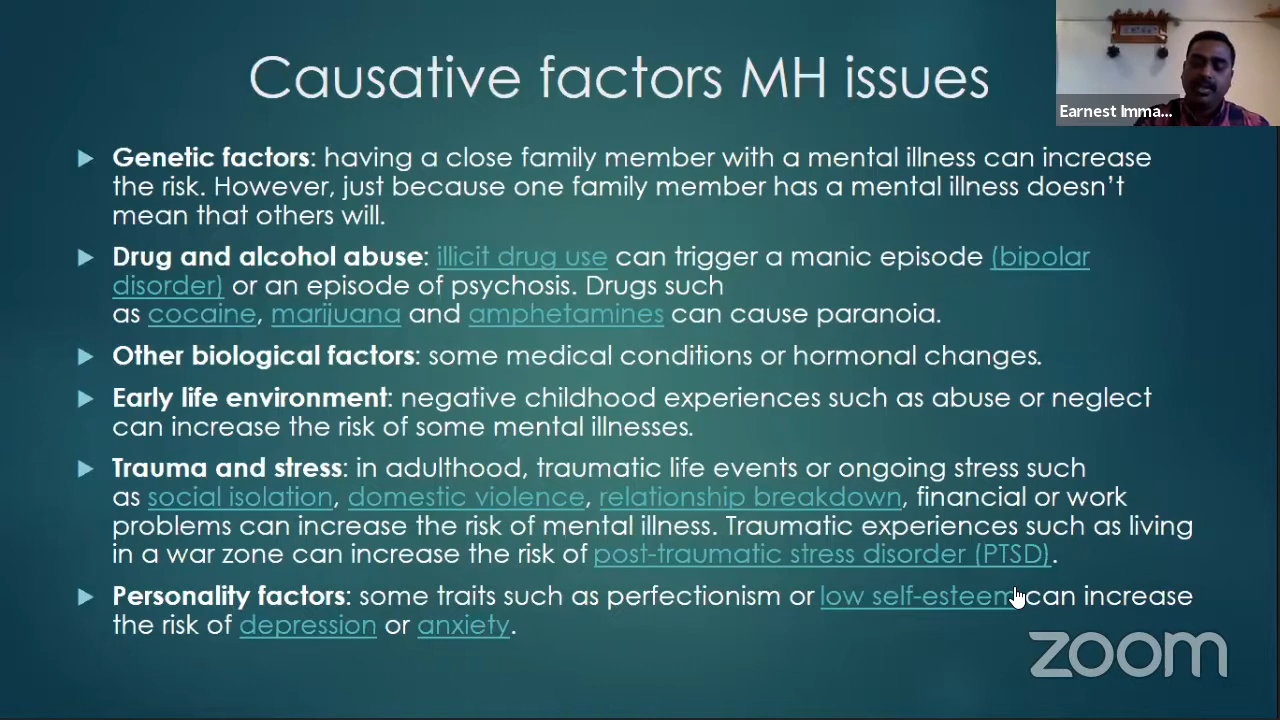 Causative factors MH issues
Earnest Imma...
Genetic factors: having a close family member with a mental illness can increase
the risk. However, just because one family member has a mental illness doesn’t
mean that others will.
Drug and alcohol abuse: illicit drug use can trigger a manic episode (bipolar
disorder) or an episode of psychosis. Drugs such
as cocaine, marijuana and amphetamines can cause paranoia.
Other biological factors: some medical conditions or hormonal changes.
Early life environment: negative childhood experiences such as abuse or neglect
can increase the risk of some mental illnesses.
Trauma and stress: in adulthood, traumatic life events or ongoing stress such
as social isolation, domestic violence, relationship breakdown, financial or work
problems can increase the risk of mental illness. Traumatic experiences such as living
in a war zone can increase the risk of post-traumatic stress disorder (PTSD).
Personality factors: some traits such as perfectionism or low self-esteem can increase
the risk of depression or anxiety.
zoom